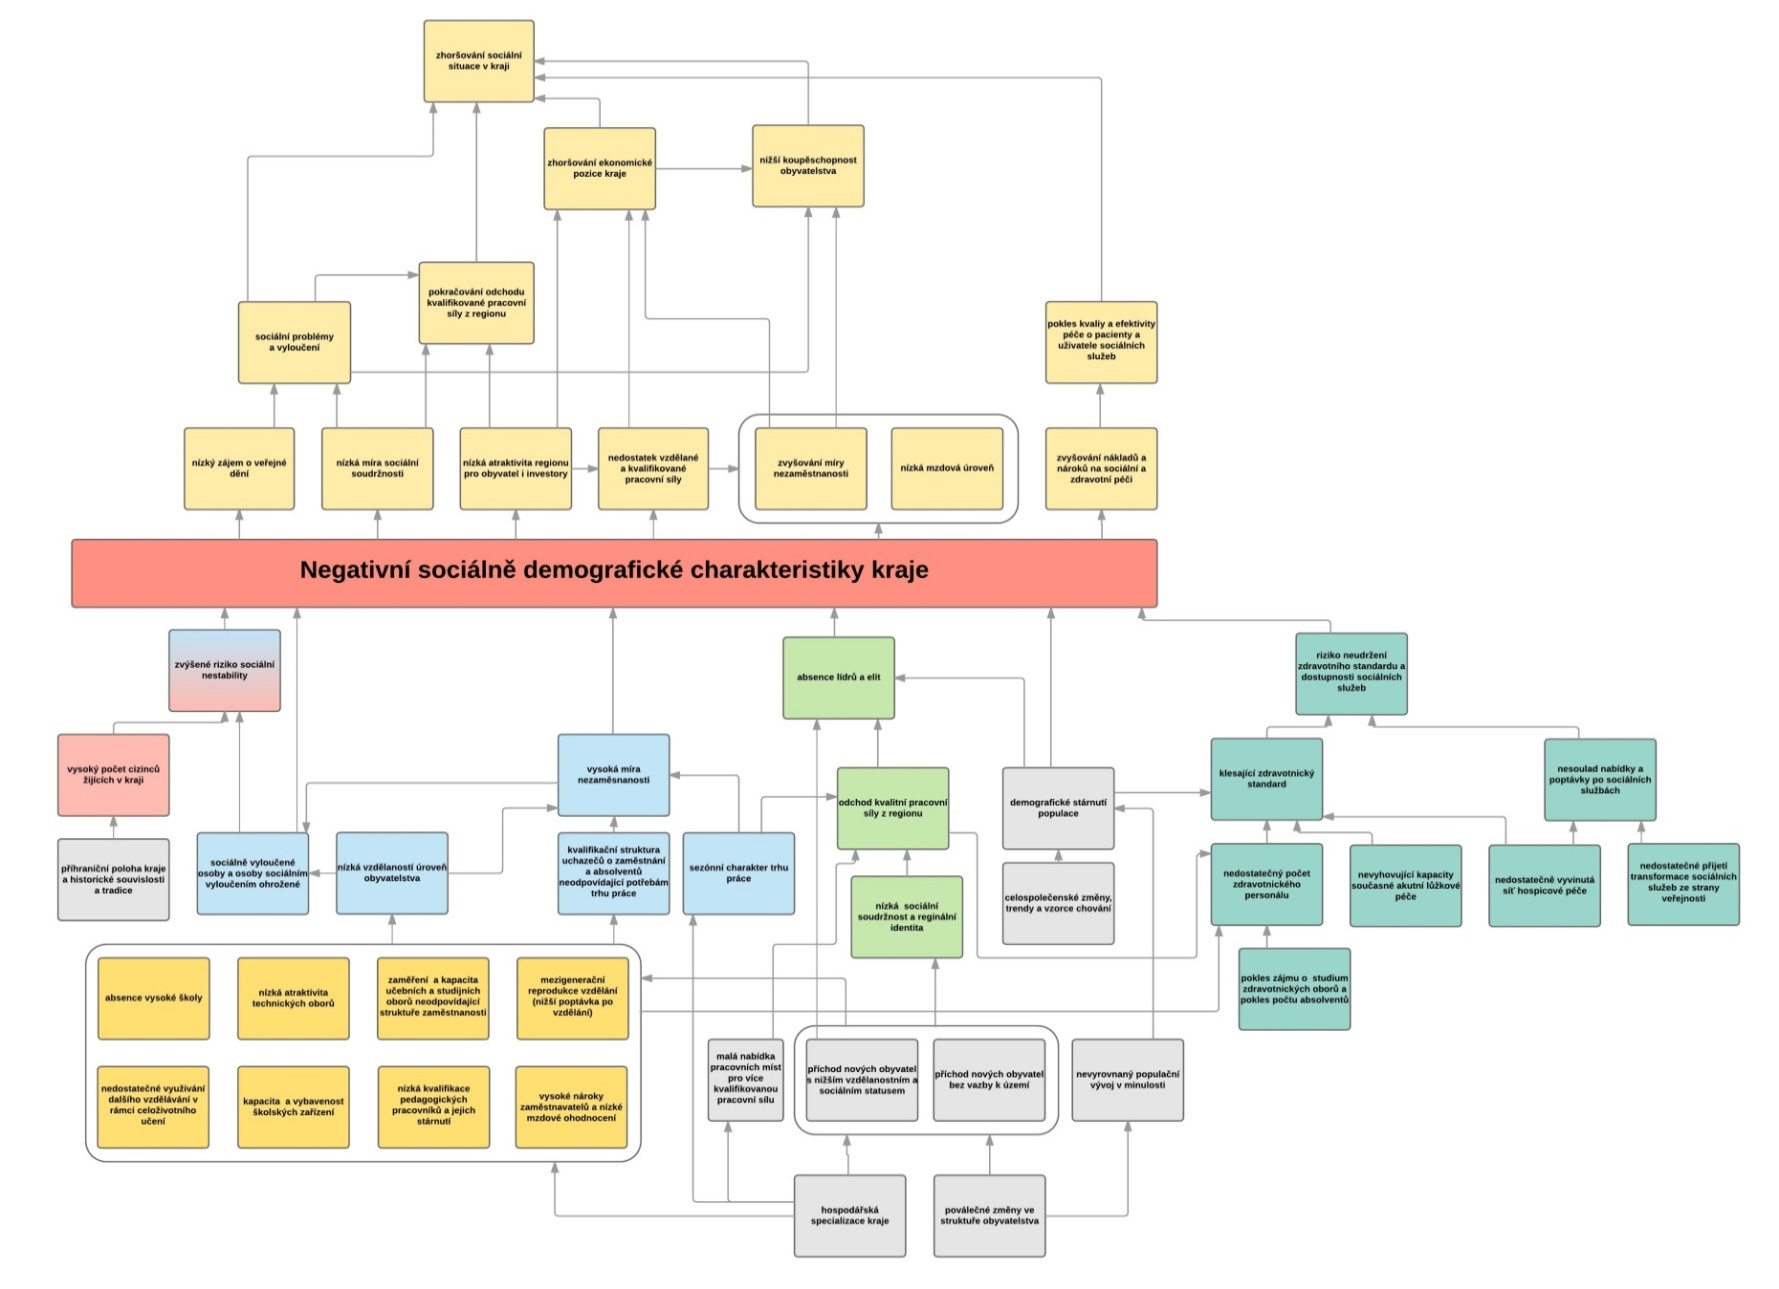 zhoršování sociální
situace v kraji
zhoršování ekonomické
pozice kraje
nižší koupěschopnost
obyvatelstva
pokračování odchodu
kvalifikované pracovní
síly z regionu
sociální problémy
a vyloučení
pokles kvaliy a efektivity
péče o pacienty a
uživatele sociálních
služeb
nízký zájem o veřejné
dění
nízká míra sociální
soudržnosti
nízká atraktivita regionu
pro obyvatel i investory
nedostatek vzdělané
a kvalifikované
pracovní síly
zvyšování míry
nezaměstnanosti
nízká mzdová úroveň
zvyšování nákladů a
nároků na sociální a
zdravotní péči
Negativní sociálně demografické charakteristiky kraje
zvýšené riziko sociální
nestability
absence lídrů a elit
riziko neudržení
zdravotního standardu a
dostupnosti sociálních
služeb
vysoký počet cizinců
žijících v kraji
vysoká míra
nezaměsnanosti
odchod kvalitní pracovní
síly z regionu
demografické stárnutí
populace
klesající zdravotnický
standard
nesoulad nabídky a
poptávky po sociálních
službách
příhraniční poloha kraje
a historické souvislosti
a tradice
sociálně vyloučené
osoby a osoby sociálním
vyloučením ohrožené
nízká vzdělaností úroveň
obyvatelstva
kvalifikační struktura
uchazečů o zaměstnání
a absolventů
neodpovídající potřebám
trhu práce
sezónní charakter trhu
práce
nízká  sociální
soudržnost a reginální
identita
celospolečenské změny,
trendy a vzorce chování
nedostatečný počet
zdravotnického
personálu
nevyhovující kapacity
současné akutní lůžkové
péče
nedostatečně vyvinutá
síť hospicové péče
nedostatečné přijetí
transformace sociálních
služeb ze strany
veřejnosti
absence vysoké školy
nízká atraktivita
technických oborů
zaměření  a kapacita
učebních a studijních
oborů neodpovídající
struktuře zaměstnanosti
mezigenerační
reprodukce vzdělání
(nižší poptávka po
vzdělání)
pokles zájmu o  studium
zdravotnických oborů a
pokles počtu absolventů
nedostatečné využívání
dalšího vzdělávání v
rámci celoživotního
učení
kapacita  a vybavenost
školských zařízení
nízká kvalifikace
pedagogických
pracovníků a jejich
stárnutí
vysoké nároky
zaměstnavatelů a nízké
mzdové ohodnocení
malá nabídka
pracovních míst
pro více
kvalifikovanou
pracovní sílu
příchod nových obyvatel
s nižším vzdělanostním a
sociálním statusem
příchod nových obyvatel
bez vazby k území
nevyrovnaný populační
vývoj v minulosti
hospodářská
specializace kraje
poválečné změny ve
struktuře obyvatelstva